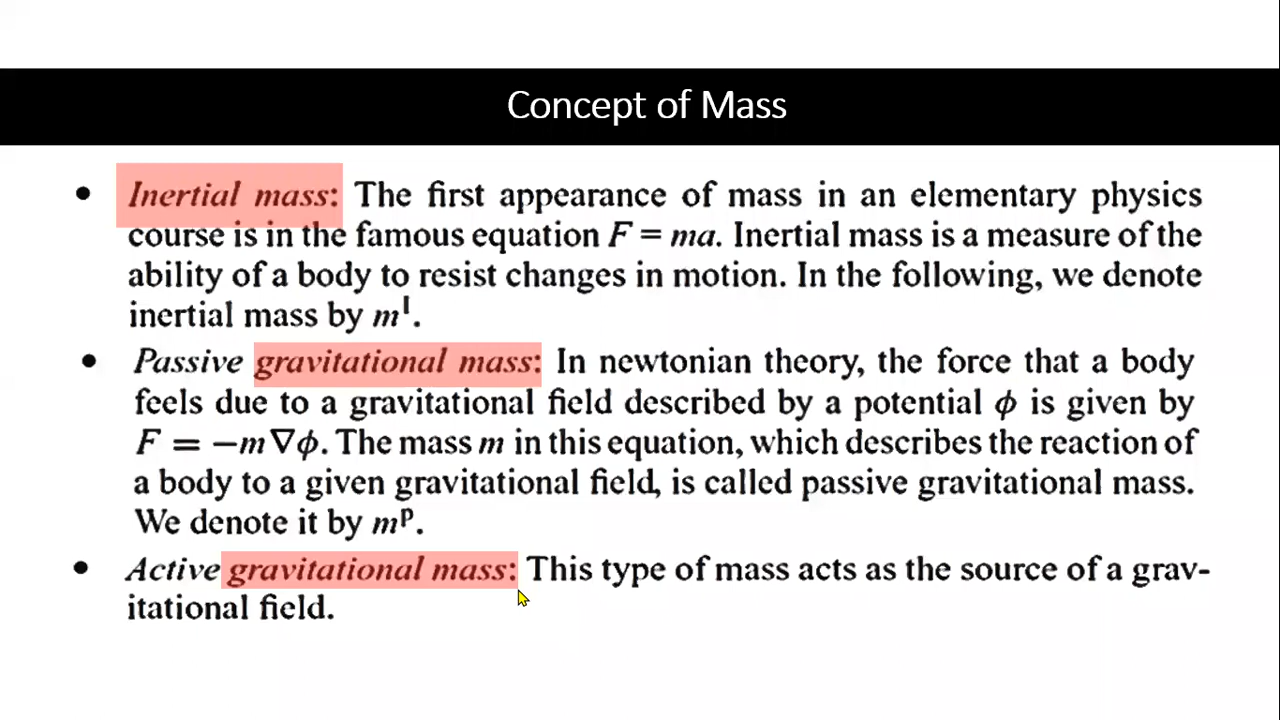 Concept of Mass
• Inertial mass: The first appearance of mass in an elementary physics
course is in the famous equation F = ma. Inertial mass is a measure of the
ability of a body to resist changes in motion. In the following, we denote
inertial mass by mᴵ.
• Passive gravitational mass: In newtonian theory, the force that a body
feels due to a gravitational field described by a potential ϕ is given by
F = −m∇ϕ. The mass m in this equation, which describes the reaction of
a body to a given gravitational field, is called passive gravitational mass.
We denote it by mᵖ.
• Active gravitational mass: This type of mass acts as the source of a grav-
itational field.